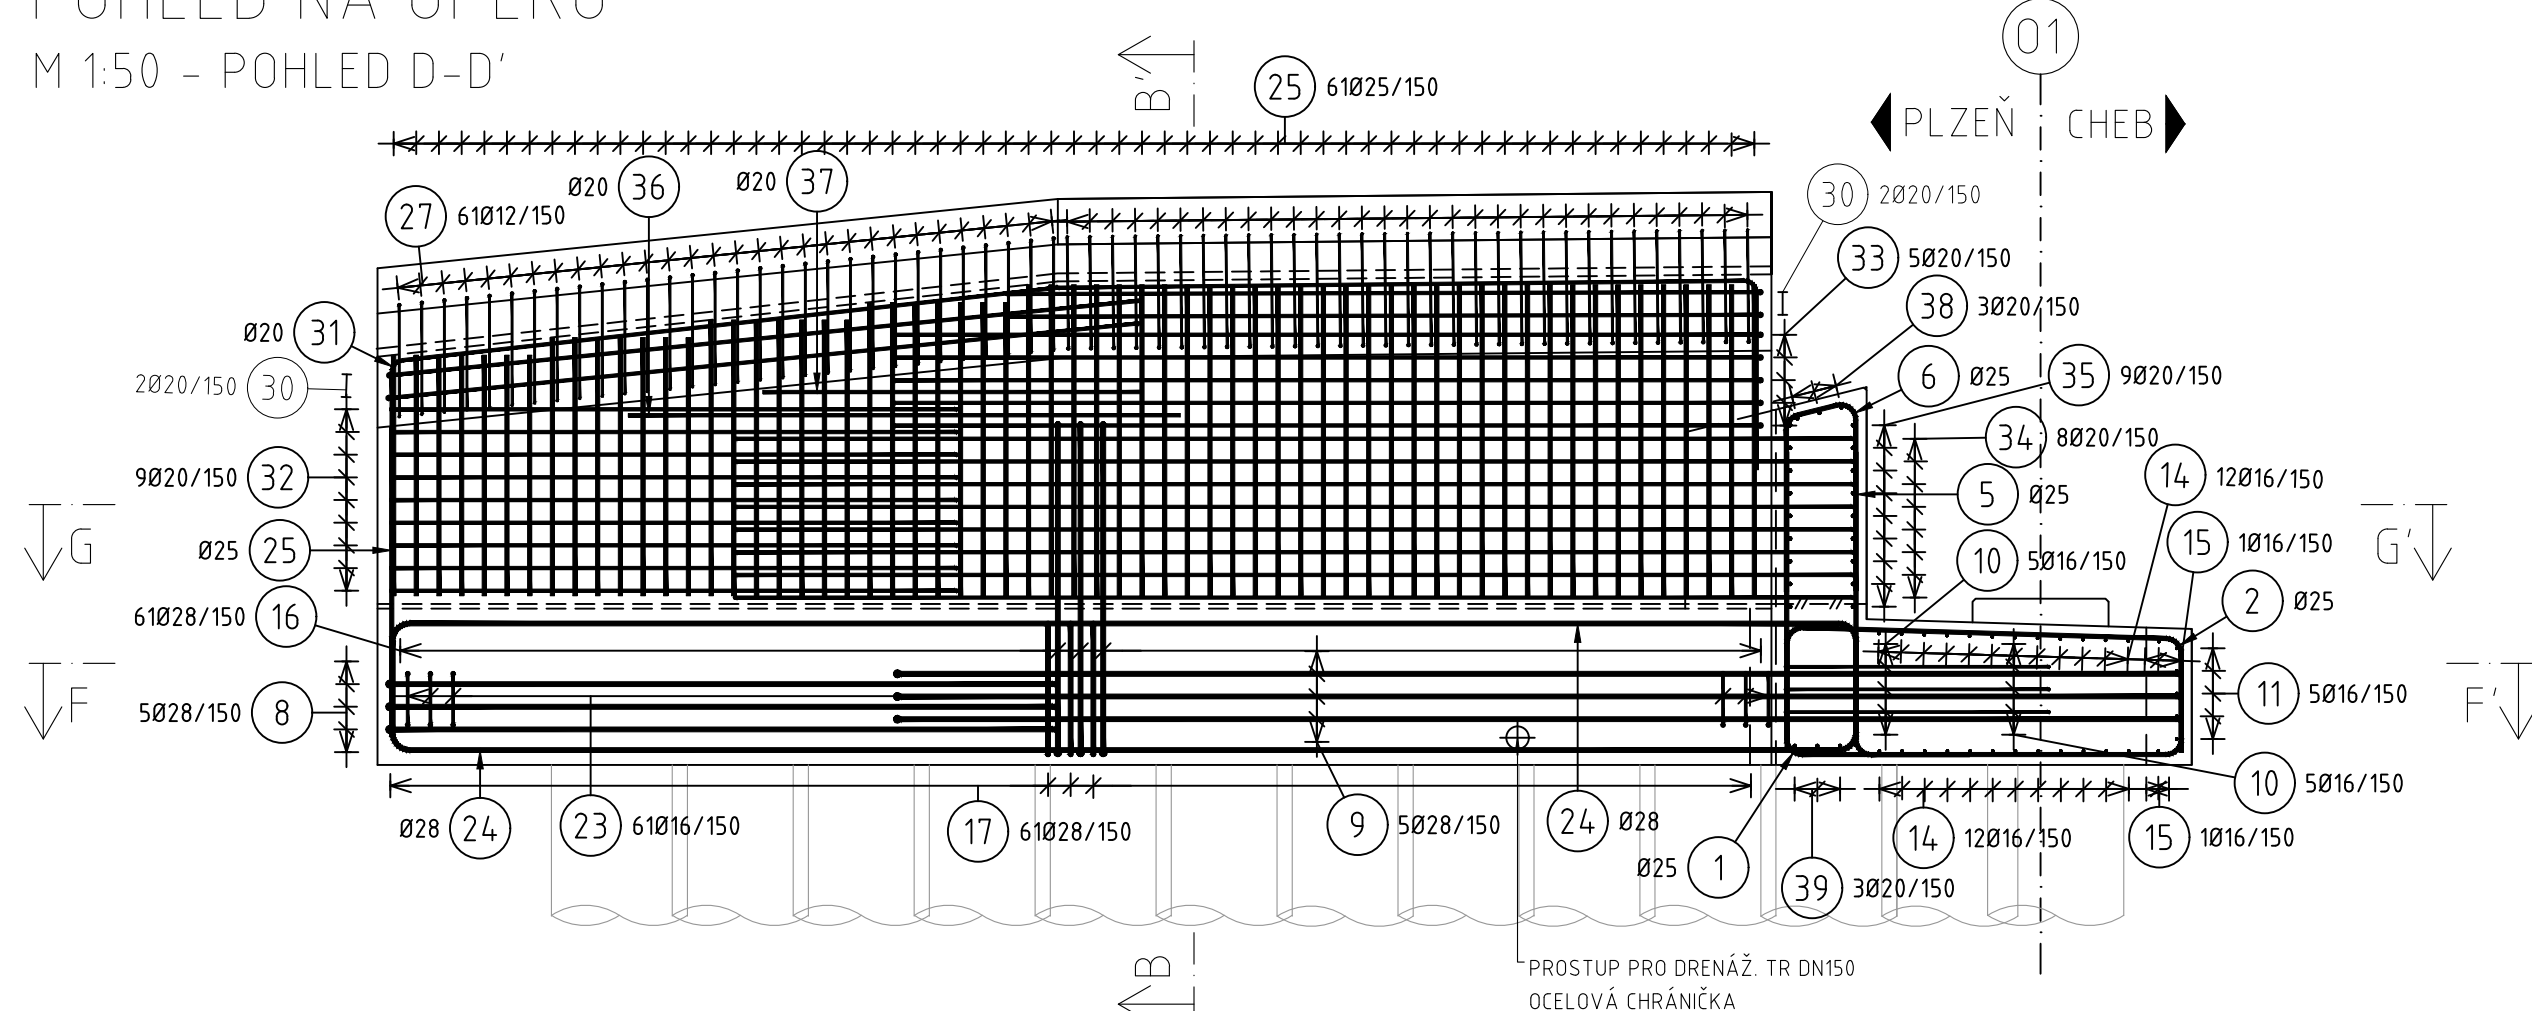 POHLED NA OPĚRU
M 1:50 - POHLED D-D'
B'
25 61Ø25/150
O1
PLZEŇ CHEB
Ø20 36
Ø20 37
27 61Ø12/150
30 2Ø20/150
33 5Ø20/150
38 3Ø20/150
Ø20 31
2Ø20/150 30
6 Ø25
35 9Ø20/150
34 8Ø20/150
9Ø20/150 32
14 12Ø16/150
5 Ø25
G
G'
Ø25 25
15 1Ø16/150
10 5Ø16/150
61Ø28/150 16
2 Ø25
F
F'
5Ø28/150 8
11 5Ø16/150
10 5Ø16/150
Ø28 24
23 61Ø16/150
17 61Ø28/150
9 5Ø28/150
24 Ø28
14 12Ø16/150
15 1Ø16/150
Ø25 1
39 3Ø20/150
B
PROSTUP PRO DRENÁŽ. TR DN150
OCELOVÁ CHRÁNIČKA